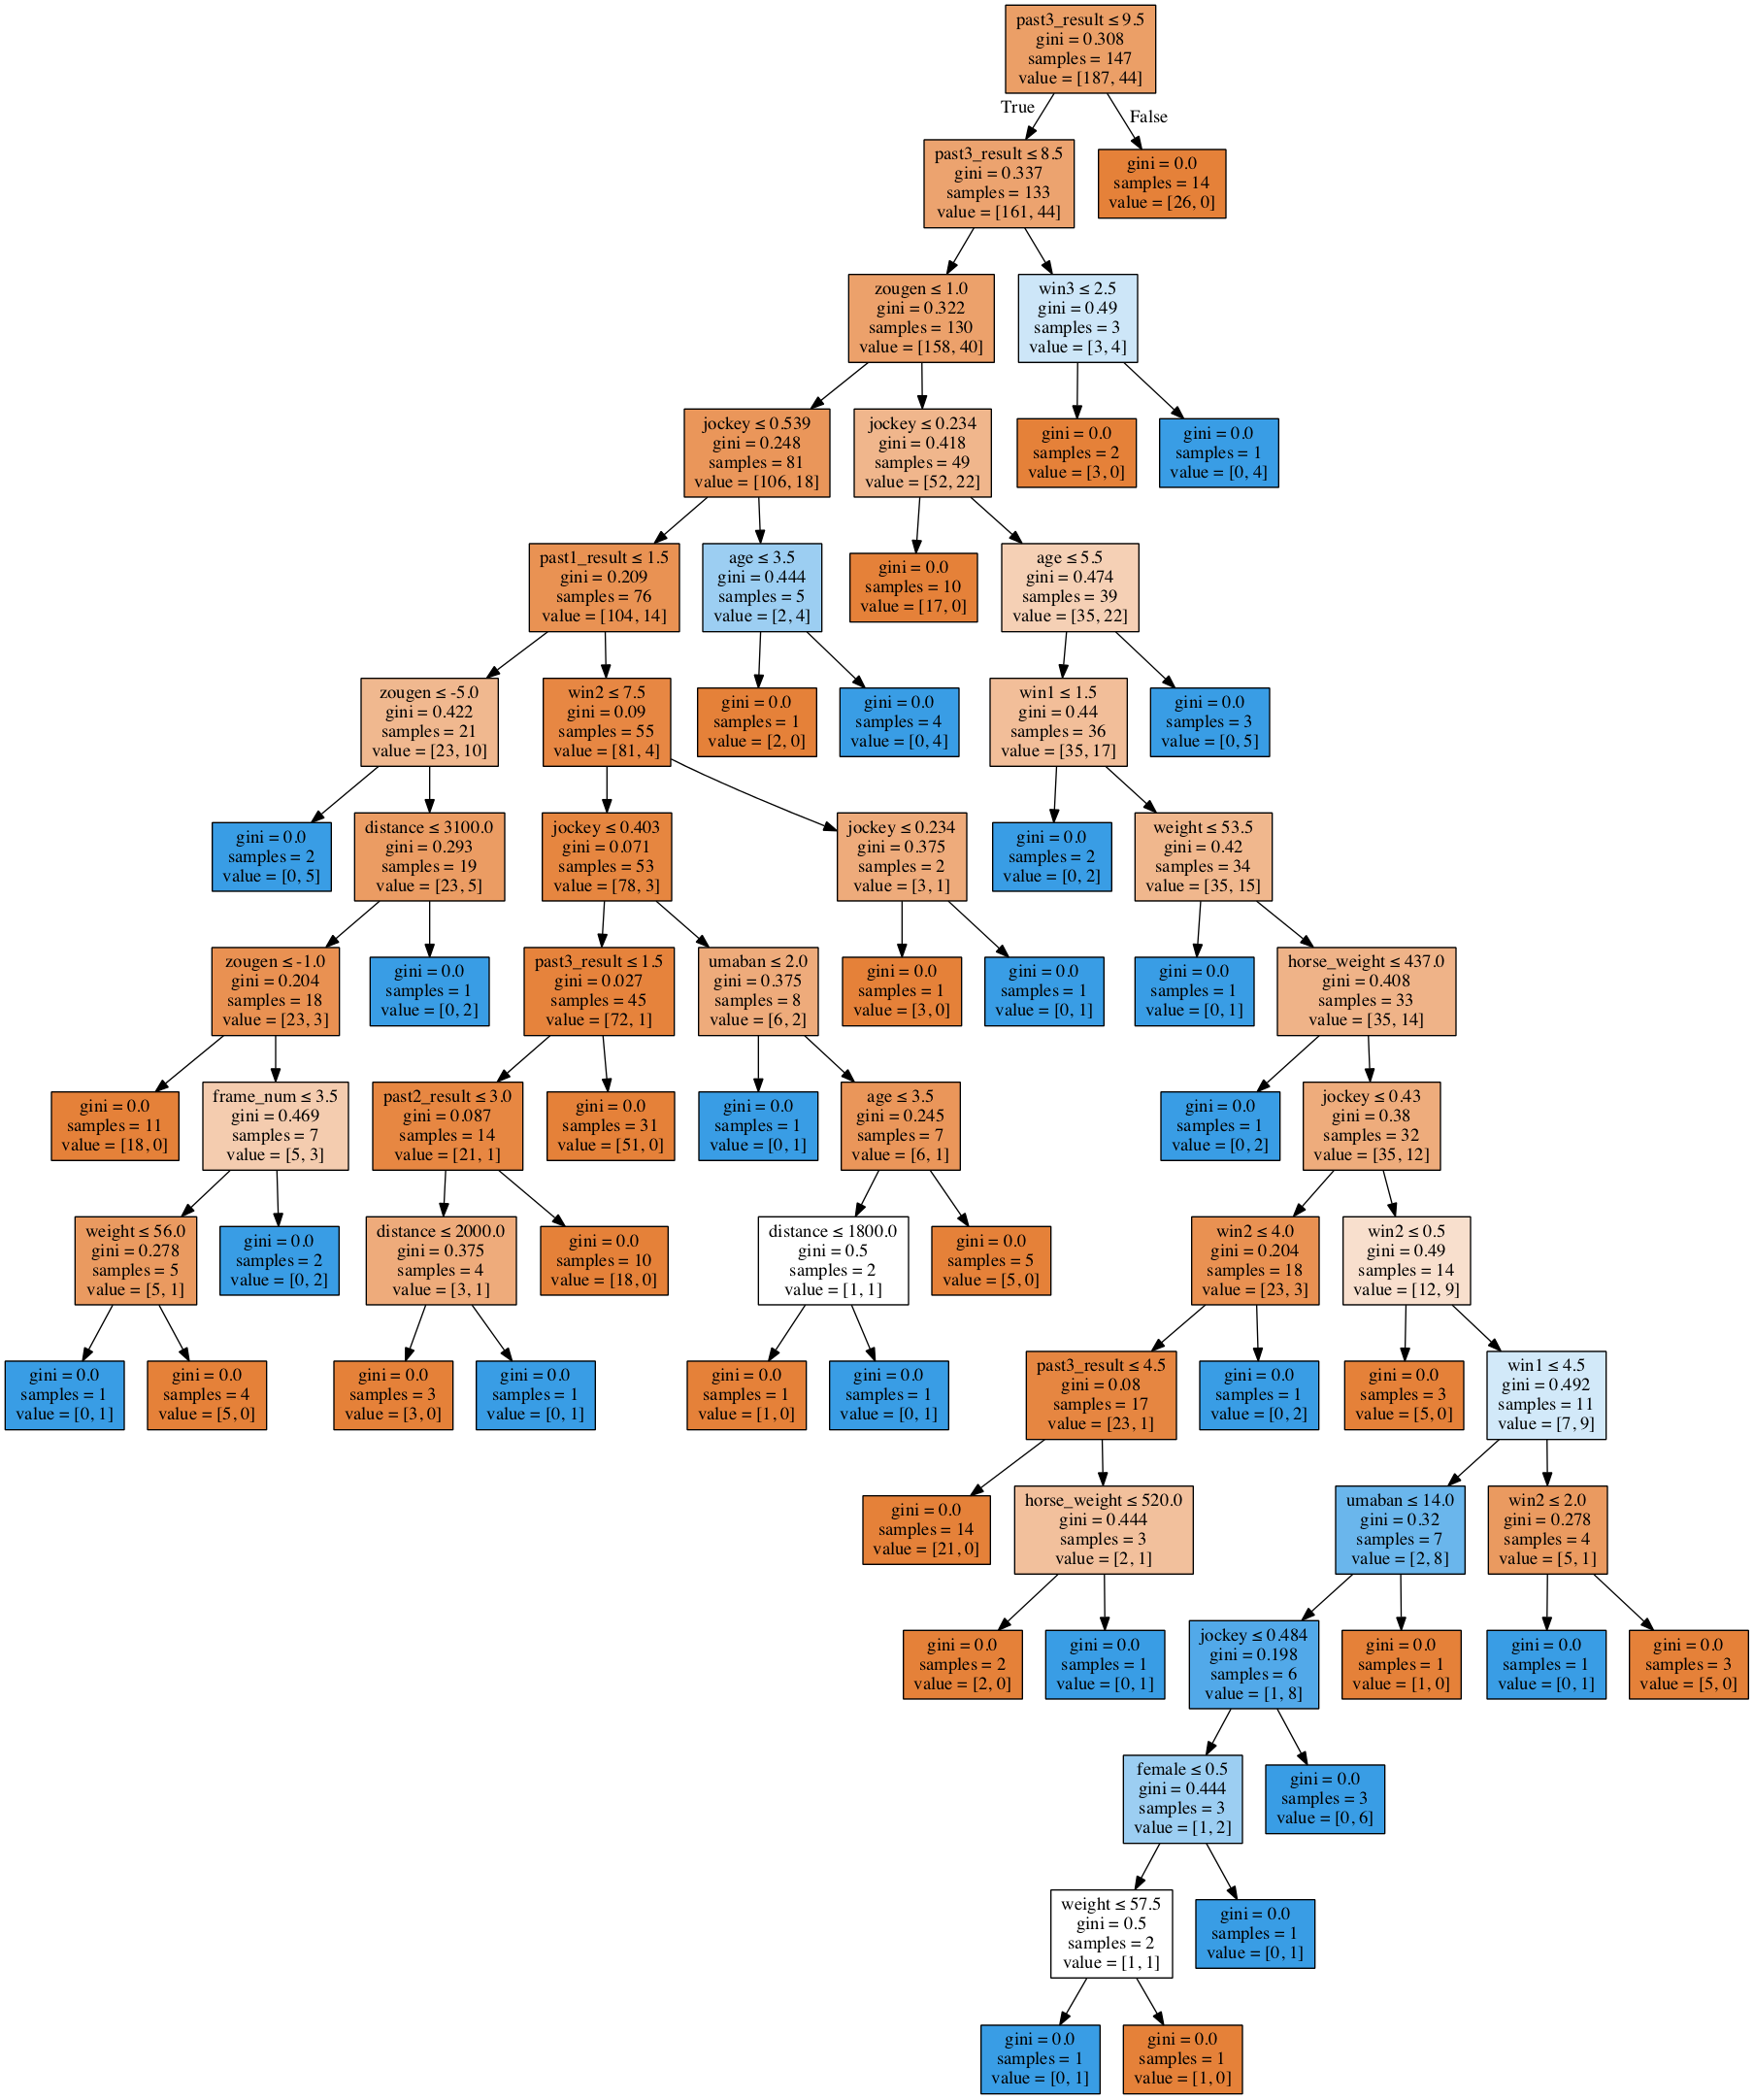 past3_result ≤ 9.5
gini = 0.308
samples = 147
value = [187, 44]
True
False
past3_result ≤ 8.5
gini = 0.337
samples = 133
value = [161, 44]
gini = 0.0
samples = 14
value = [26, 0]
zougen ≤ 1.0
gini = 0.322
samples = 130
value = [158, 40]
win3 ≤ 2.5
gini = 0.49
samples = 3
value = [3, 4]
jockey ≤ 0.539
gini = 0.248
samples = 81
value = [106, 18]
jockey ≤ 0.234
gini = 0.418
samples = 49
value = [52, 22]
gini = 0.0
samples = 2
value = [3, 0]
gini = 0.0
samples = 1
value = [0, 4]
past1_result ≤ 1.5
gini = 0.209
samples = 76
value = [104, 14]
age ≤ 3.5
gini = 0.444
samples = 5
value = [2, 4]
gini = 0.0
samples = 10
value = [17, 0]
age ≤ 5.5
gini = 0.474
samples = 39
value = [35, 22]
zougen ≤ -5.0
gini = 0.422
samples = 21
value = [23, 10]
win2 ≤ 7.5
gini = 0.09
samples = 55
value = [81, 4]
gini = 0.0
samples = 1
value = [2, 0]
gini = 0.0
samples = 4
value = [0, 4]
win1 ≤ 1.5
gini = 0.44
samples = 36
value = [35, 17]
gini = 0.0
samples = 3
value = [0, 5]
gini = 0.0
samples = 2
value = [0, 5]
distance ≤ 3100.0
gini = 0.293
samples = 19
value = [23, 5]
jockey ≤ 0.403
gini = 0.071
samples = 53
value = [78, 3]
jockey ≤ 0.234
gini = 0.375
samples = 2
value = [3, 1]
gini = 0.0
samples = 2
value = [0, 2]
weight ≤ 53.5
gini = 0.42
samples = 34
value = [35, 15]
zougen ≤ -1.0
gini = 0.204
samples = 18
value = [23, 3]
gini = 0.0
samples = 1
value = [0, 2]
past3_result ≤ 1.5
gini = 0.027
samples = 45
value = [72, 1]
umaban ≤ 2.0
gini = 0.375
samples = 8
value = [6, 2]
gini = 0.0
samples = 1
value = [3, 0]
gini = 0.0
samples = 1
value = [0, 1]
gini = 0.0
samples = 1
value = [0, 1]
horse_weight ≤ 437.0
gini = 0.408
samples = 33
value = [35, 14]
gini = 0.0
samples = 11
value = [18, 0]
frame_num ≤ 3.5
gini = 0.469
samples = 7
value = [5, 3]
past2_result ≤ 3.0
gini = 0.087
samples = 14
value = [21, 1]
gini = 0.0
samples = 31
value = [51, 0]
gini = 0.0
samples = 1
value = [0, 1]
age ≤ 3.5
gini = 0.245
samples = 7
value = [6, 1]
gini = 0.0
samples = 1
value = [0, 2]
jockey ≤ 0.43
gini = 0.38
samples = 32
value = [35, 12]
weight ≤ 56.0
gini = 0.278
samples = 5
value = [5, 1]
gini = 0.0
samples = 2
value = [0, 2]
distance ≤ 2000.0
gini = 0.375
samples = 4
value = [3, 1]
gini = 0.0
samples = 10
value = [18, 0]
distance ≤ 1800.0
gini = 0.5
samples = 2
value = [1, 1]
gini = 0.0
samples = 5
value = [5, 0]
win2 ≤ 4.0
gini = 0.204
samples = 18
value = [23, 3]
win2 ≤ 0.5
gini = 0.49
samples = 14
value = [12, 9]
gini = 0.0
samples = 1
value = [0, 1]
gini = 0.0
samples = 4
value = [5, 0]
gini = 0.0
samples = 3
value = [3, 0]
gini = 0.0
samples = 1
value = [0, 1]
gini = 0.0
samples = 1
value = [1, 0]
gini = 0.0
samples = 1
value = [0, 1]
past3_result ≤ 4.5
gini = 0.08
samples = 17
value = [23, 1]
gini = 0.0
samples = 1
value = [0, 2]
gini = 0.0
samples = 3
value = [5, 0]
win1 ≤ 4.5
gini = 0.492
samples = 11
value = [7, 9]
gini = 0.0
samples = 14
value = [21, 0]
horse_weight ≤ 520.0
gini = 0.444
samples = 3
value = [2, 1]
umaban ≤ 14.0
gini = 0.32
samples = 7
value = [2, 8]
win2 ≤ 2.0
gini = 0.278
samples = 4
value = [5, 1]
gini = 0.0
samples = 2
value = [2, 0]
gini = 0.0
samples = 1
value = [0, 1]
jockey ≤ 0.484
gini = 0.198
samples = 6
value = [1, 8]
gini = 0.0
samples = 1
value = [1, 0]
gini = 0.0
samples = 1
value = [0, 1]
gini = 0.0
samples = 3
value = [5, 0]
female ≤ 0.5
gini = 0.444
samples = 3
value = [1, 2]
gini = 0.0
samples = 3
value = [0, 6]
weight ≤ 57.5
gini = 0.5
samples = 2
value = [1, 1]
gini = 0.0
samples = 1
value = [0, 1]
gini = 0.0
samples = 1
value = [0, 1]
gini = 0.0
samples = 1
value = [1, 0]